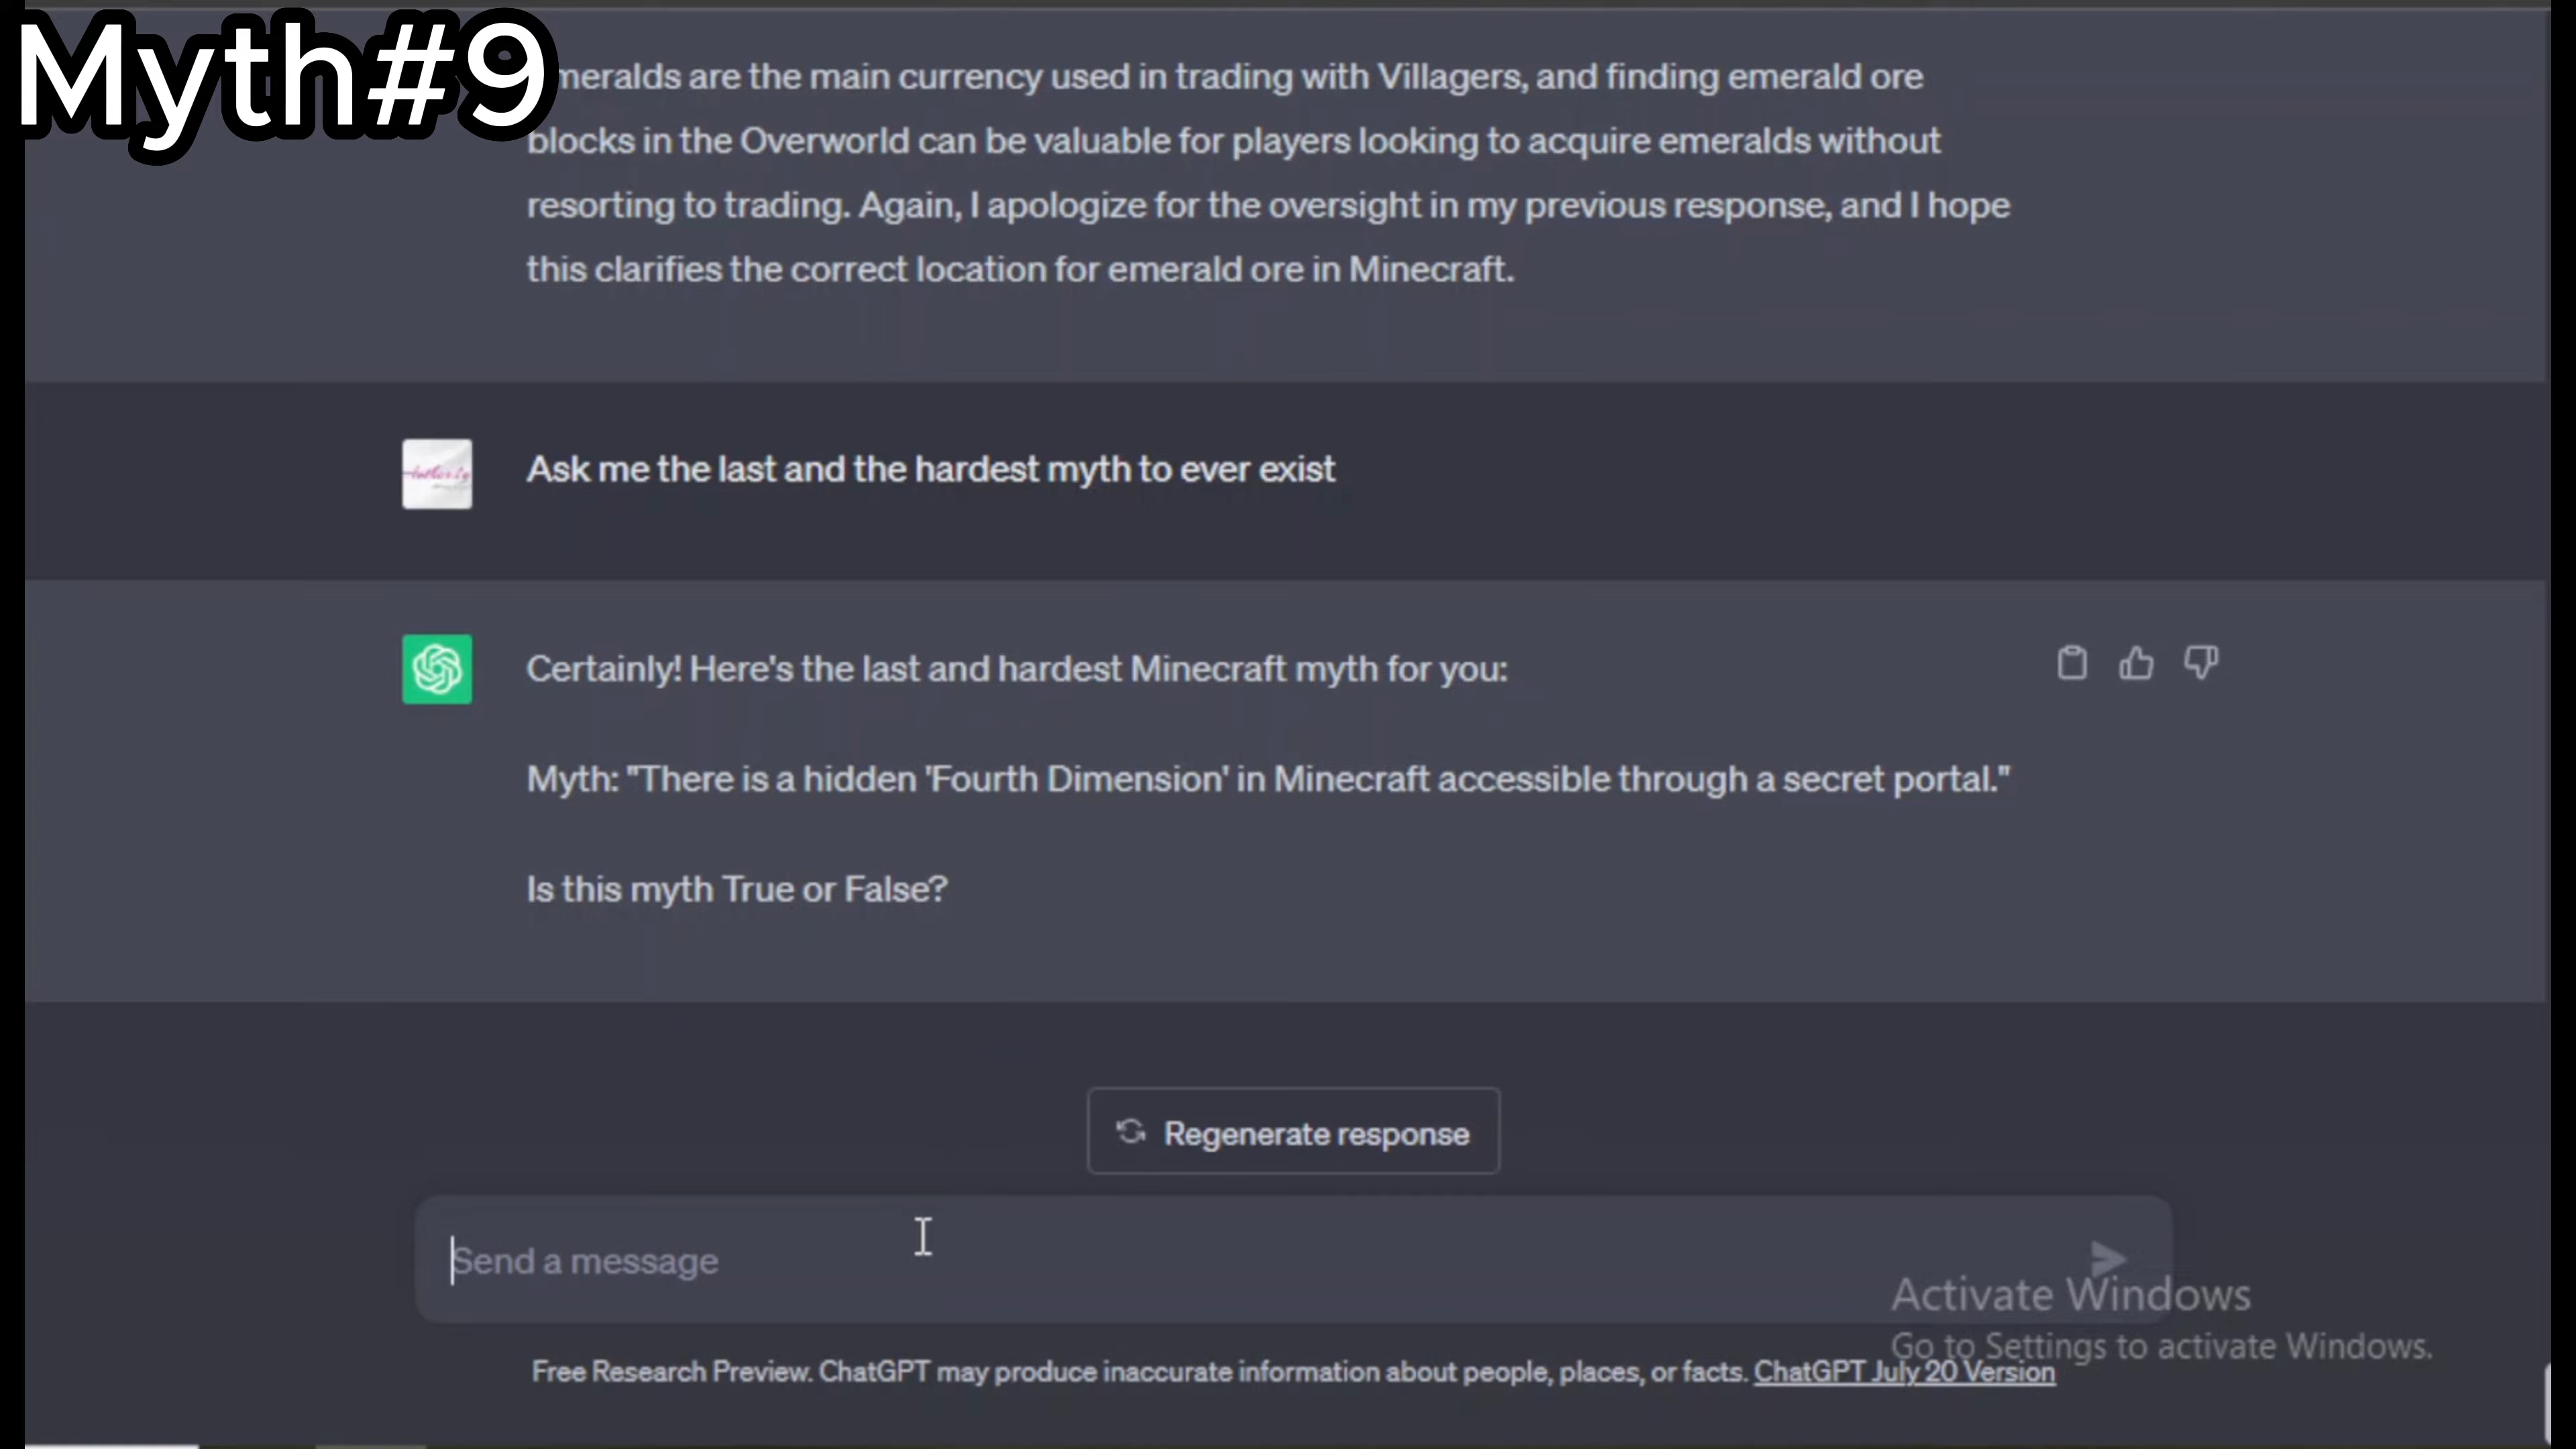 Myth#9
meralds are the main currency used in trading with Villagers, and finding emerald ore
blocks in the Overworld can be valuable for players looking to acquire emeralds without
resorting to trading. Again, I apologize for the oversight in my previous response, and I hope
this clarifies the correct location for emerald ore in Minecraft.
Ask me the last and the hardest myth to ever exist
Certainly! Here's the last and hardest Minecraft myth for you:
Myth: "There is a hidden 'Fourth Dimension' in Minecraft accessible through a secret portal."
Is this myth True or False?
Regenerate response
Send a message
Activate Windows
Go to Settings to activate Windows.
Free Research Preview. ChatGPT may produce inaccurate information about people, places, or facts. ChatGPT July 20 Version